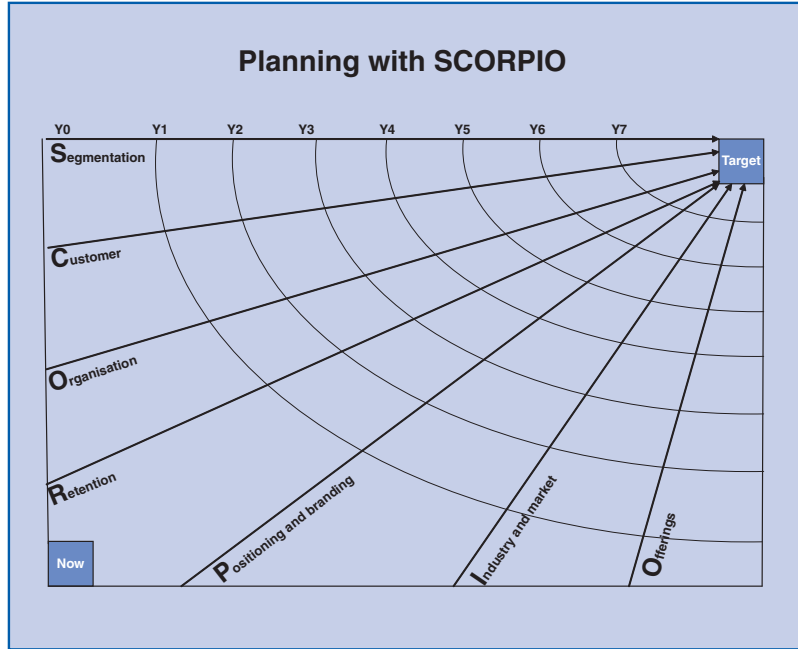 Planning with SCORPIO
Y0 Y1 Y2 Y3 Y4 Y5 Y6 Y7
Segmentation
Target
Customer
Organisation
Retention
Positioning and branding
Industry and market
Offerings
Now